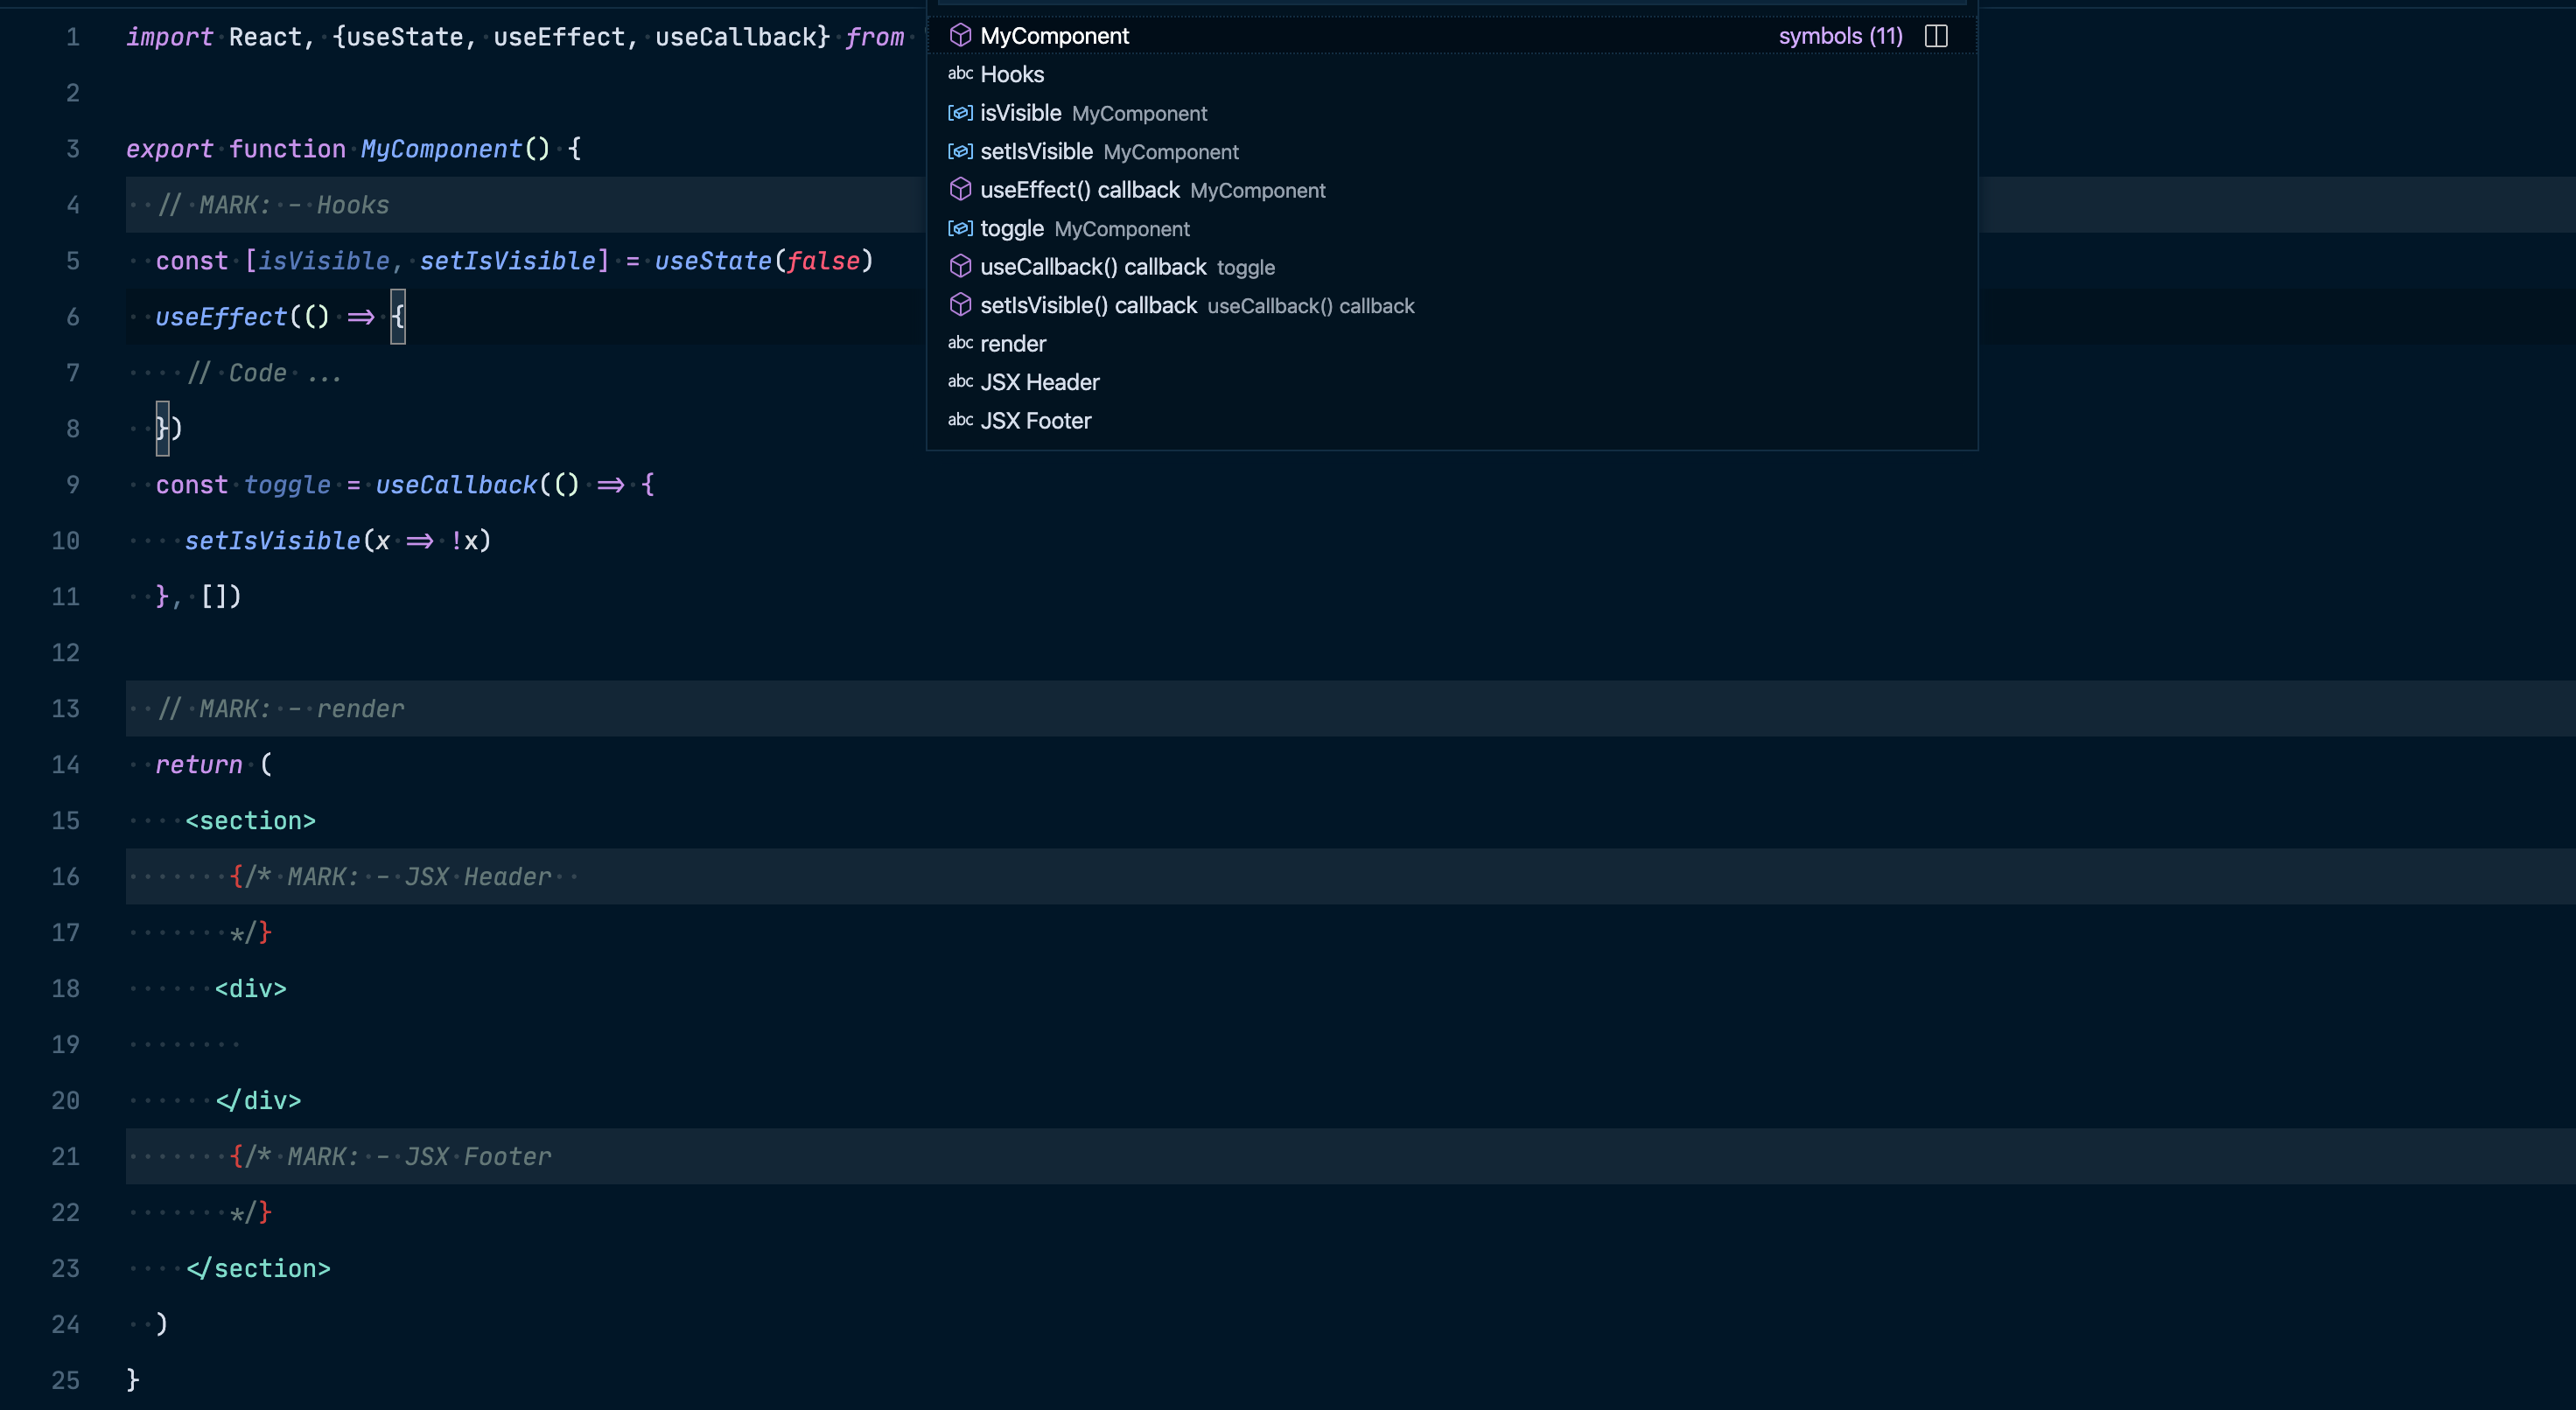 1 import React, {useState, useEffect, useCallback} from
2
3 export function MyComponent() {
4 // MARK: - Hooks
5 const [isVisible, setIsVisible] = useState(false)
6 useEffect(() => {
7 // Code ...
8 })
9 const toggle = useCallback(() => {
10 setIsVisible(x => !x)
11 }, [])
12
13 // MARK: - render
14 return (
15 <section>
16 {/* MARK: - JSX Header
17 */}
18 <div>
19
20 </div>
21 {/* MARK: - JSX Footer
22 */}
23 </section>
24 )
25 }
MyComponent symbols (11)
abc Hooks
isVisible MyComponent
setIsVisible MyComponent
useEffect() callback MyComponent
toggle MyComponent
useCallback() callback toggle
setIsVisible() callback useCallback() callback
abc render
abc JSX Header
abc JSX Footer